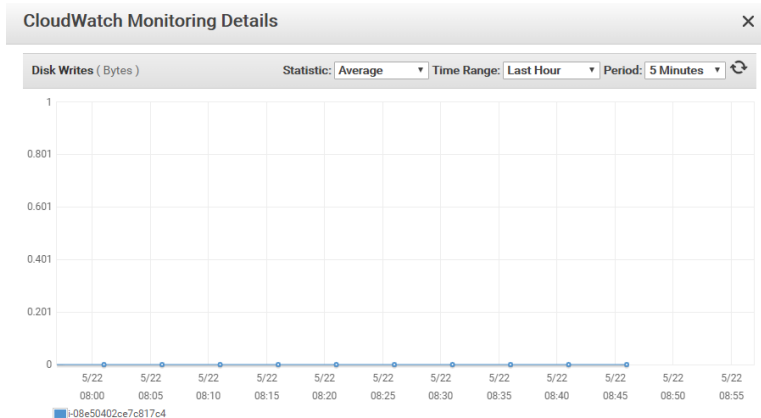 CloudWatch Monitoring Details
Disk Writes ( Bytes ) Statistic: Average Time Range: Last Hour Period: 5 Minutes
1
0.801
0.601
0.401
0.201
0
5/22 5/22 5/22 5/22 5/22 5/22 5/22 5/22 5/22 5/22 5/22 5/22
08:00 08:05 08:10 08:15 08:20 08:25 08:30 08:35 08:40 08:45 08:50 08:55
i-08e50402ce7c817c4